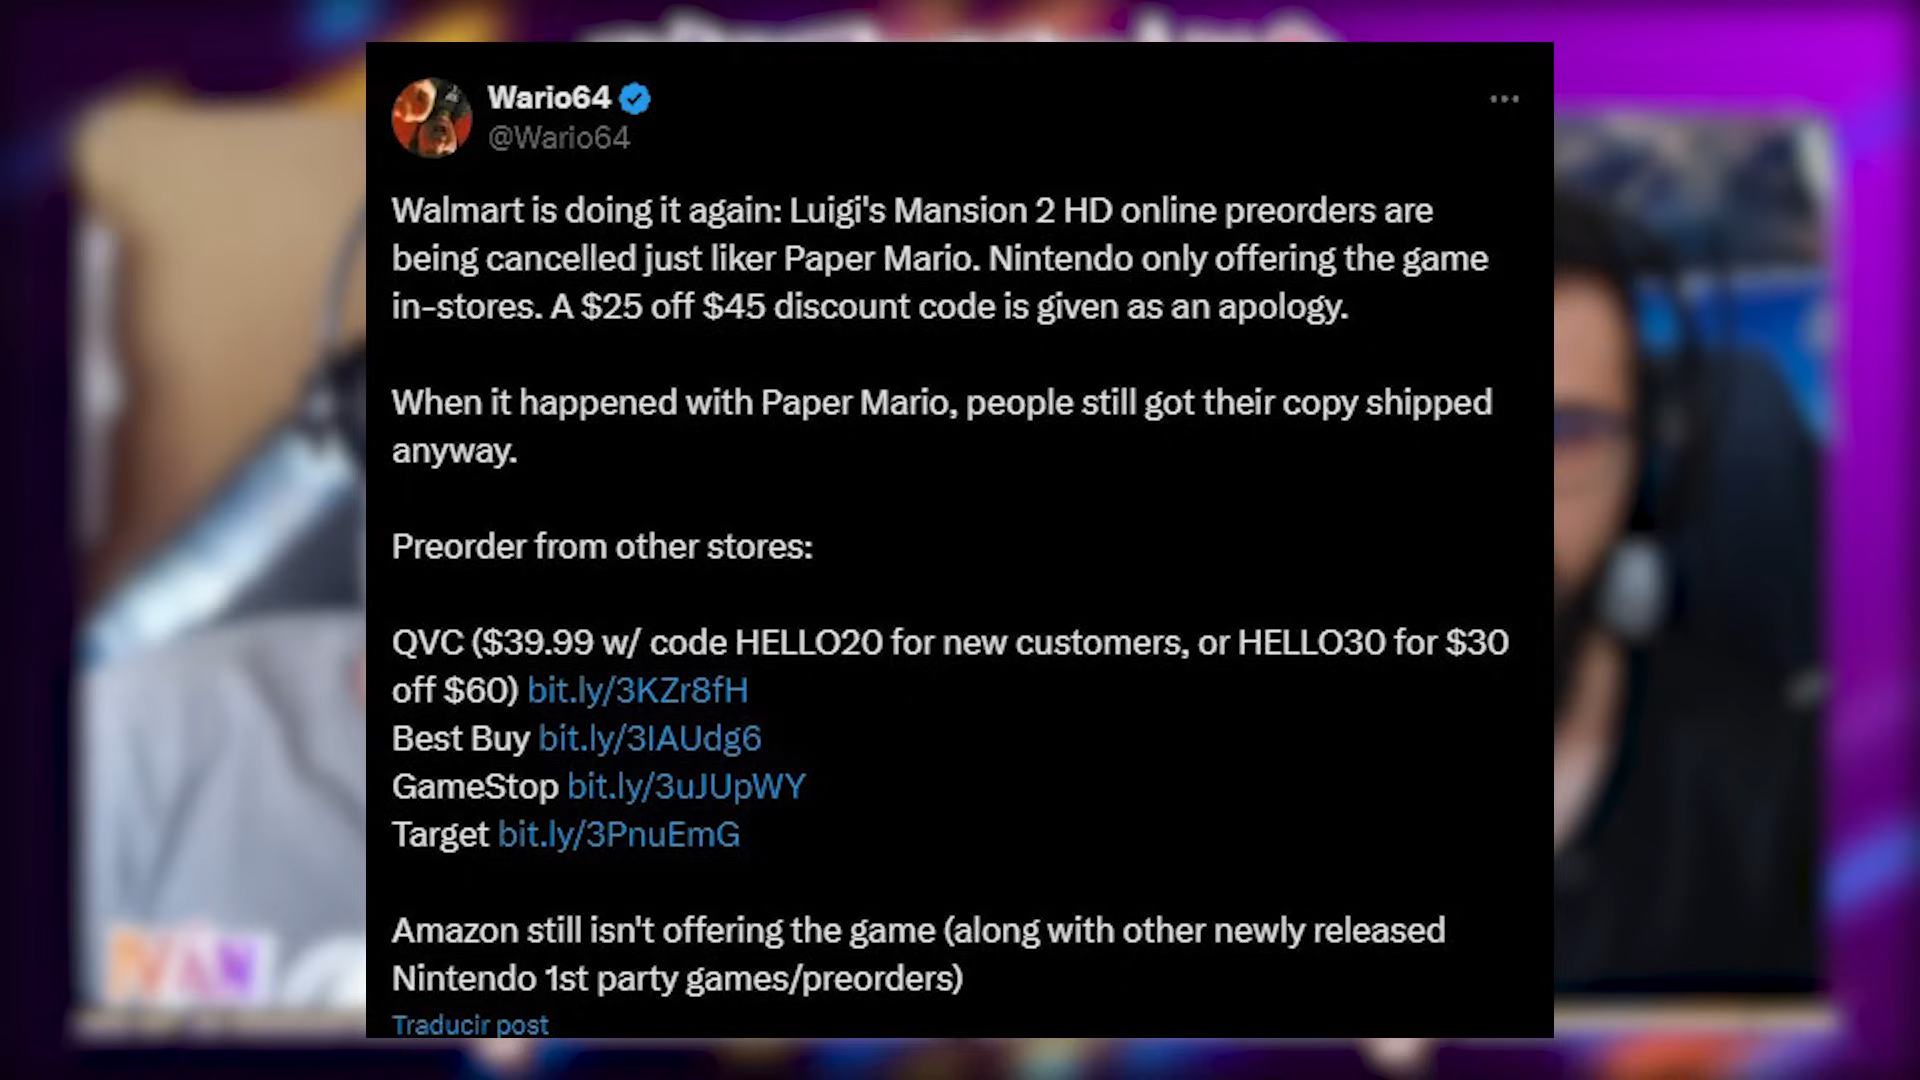 Wario64
@Wario64
Walmart is doing it again: Luigi's Mansion 2 HD online preorders are
being cancelled just liker Paper Mario. Nintendo only offering the game
in-stores. A $25 off $45 discount code is given as an apology.
When it happened with Paper Mario, people still got their copy shipped
anyway.
Preorder from other stores:
QVC ($39.99 w/ code HELLO20 for new customers, or HELLO30 for $30
off $60) bit.ly/3KZr8fH
Best Buy bit.ly/3IAUdg6
GameStop bit.ly/3uJUpWY
Target bit.ly/3PnuEmG
Amazon still isn't offering the game (along with other newly released
Nintendo 1st party games/preorders)
Traducir post
IVÁN